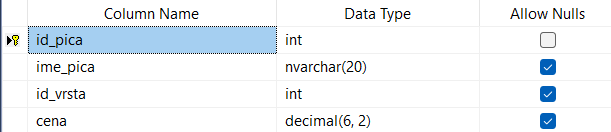 Column Name Data Type Allow Nulls
id_pica int
ime_pica nvarchar(20)
id_vrsta int
cena decimal(6, 2)